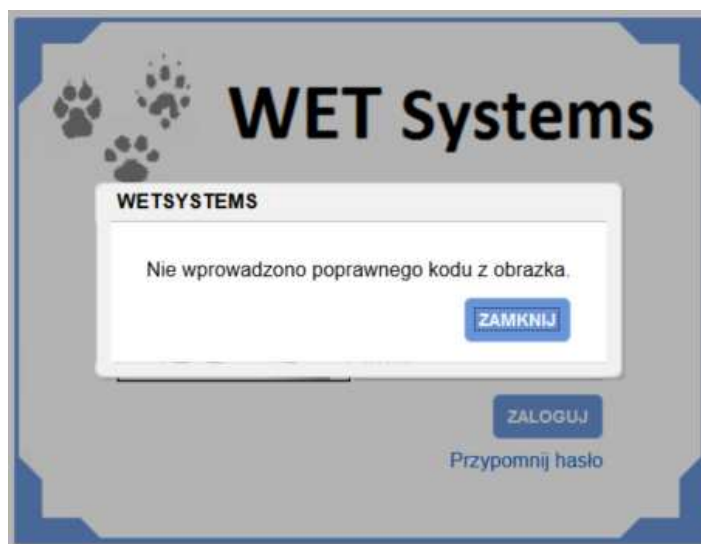 WET Systems
WETSYSTEMS
Nie wprowadzono poprawnego kodu z obrazka.
ZAMKNIJ
ZALOGUJ
Przypomnij hasło